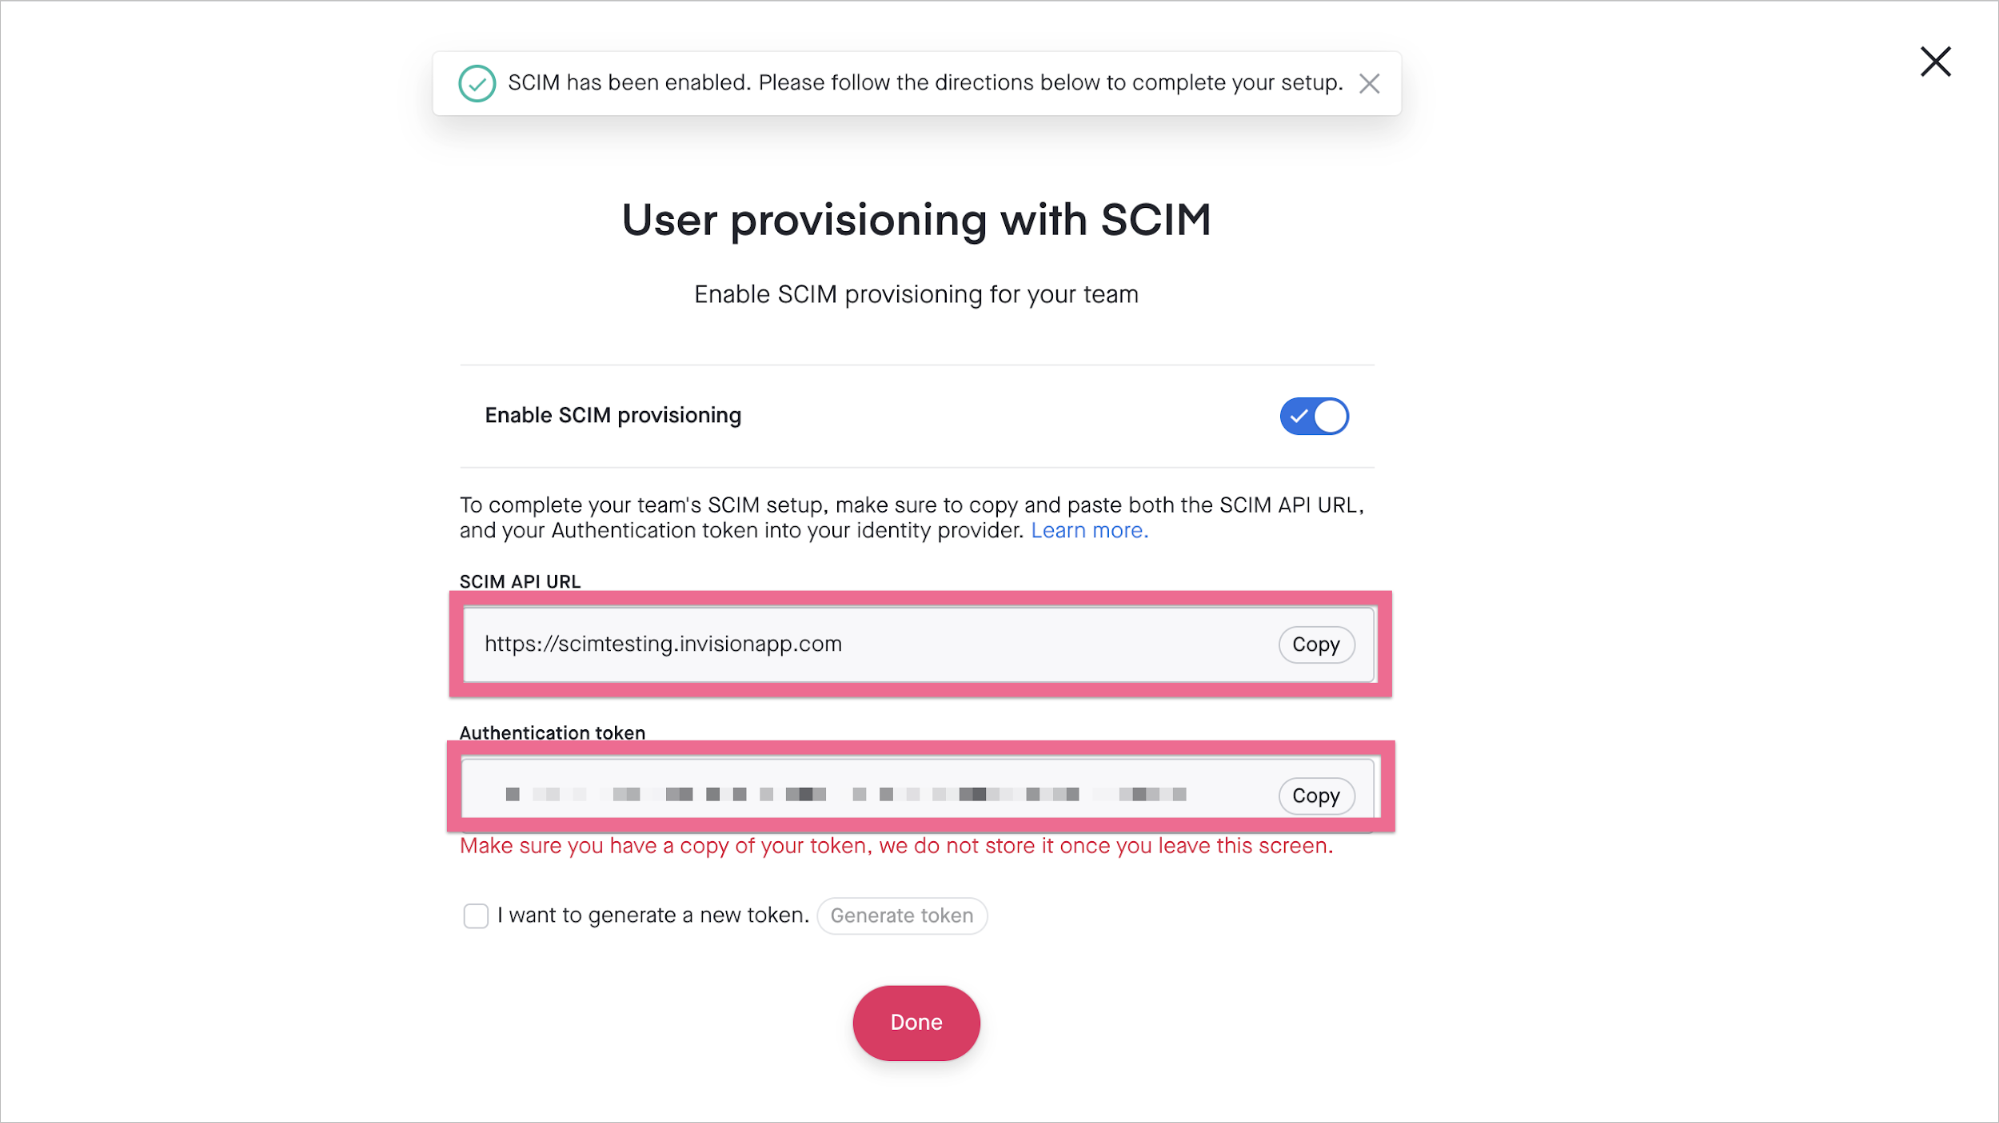 SCIM has been enabled. Please follow the directions below to complete your setup.
User provisioning with SCIM
Enable SCIM provisioning for your team
Enable SCIM provisioning
To complete your team's SCIM setup, make sure to copy and paste both the SCIM API URL,
and your Authentication token into your identity provider. Learn more.
SCIM API URL
https://scimtesting.invisionapp.com
Copy
Authentication token
Copy
Make sure you have a copy of your token, we do not store it once you leave this screen.
I want to generate a new token. Generate token
Done